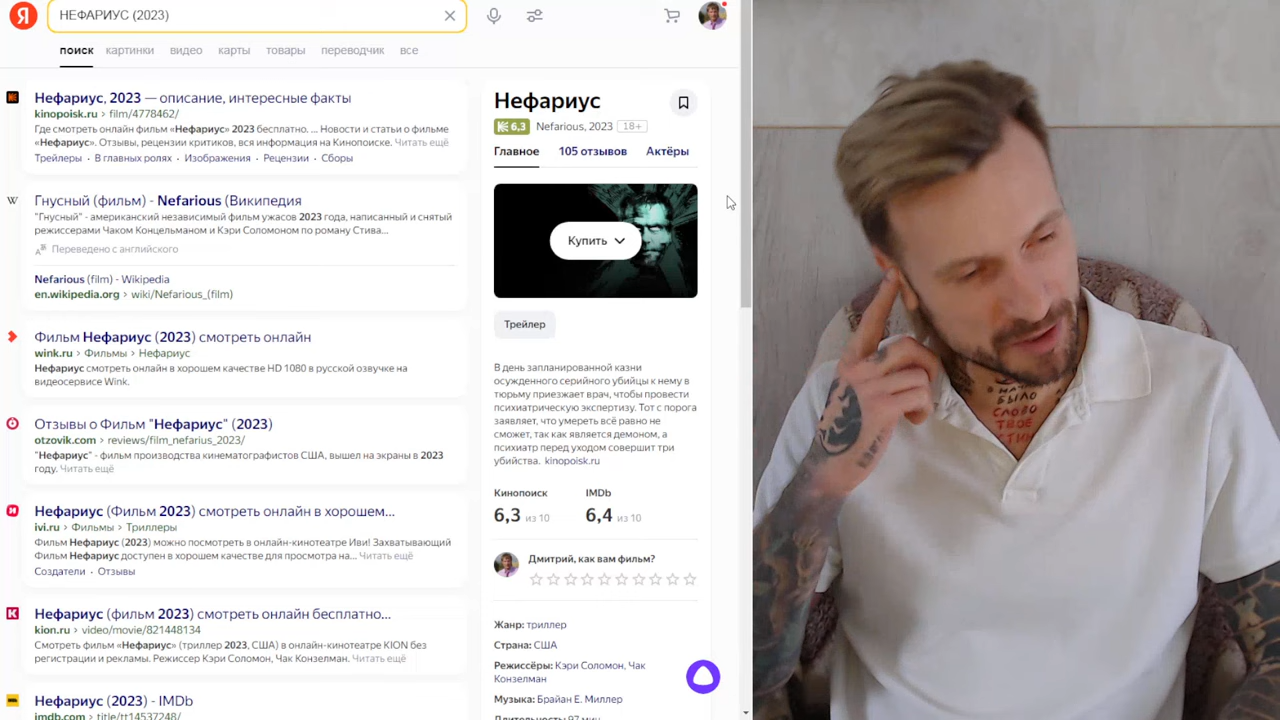 Я
НЕФАРИУС (2023)
поиск картинки видео карты товары переводчик все
Нефариус, 2023 — описание, интересные факты
kinopoisk.ru › film/4778462/
Где смотреть онлайн фильм «Нефариус» 2023 бесплатно. ... Новости и статьи о фильме
«Нефариус». Отзывы, рецензии критиков, вся информация на Кинопоиске. Читать ещё
Трейлеры · В главных ролях · Изображения · Рецензии · Сборы
W
Гнусный (фильм) - Nefarious (Википедия
"Гнусный" - американский независимый фильм ужасов 2023 года, написанный и снятый
режиссерами Чаком Концельманом и Кэри Соломоном по роману Стива...
Переведено с английского
Nefarious (film) - Wikipedia
en.wikipedia.org › wiki/Nefarious_(film)
Фильм Нефариус (2023) смотреть онлайн
wink.ru › Фильмы › Нефариус
Нефариус смотреть онлайн в хорошем качестве HD 1080 в русской озвучке на
видеосервисе Wink.
Отзывы о Фильм "Нефариус" (2023)
otzovik.com › reviews/film_nefarius_2023/
"Нефариус" - фильм производства кинематографистов США, вышел на экраны в 2023
году. Читать ещё
Нефариус (Фильм 2023) смотреть онлайн в хорошем...
ivi.ru › Фильмы › Триллеры
Фильм Нефариус (2023) можно посмотреть в онлайн-кинотеатре Иви! Захватывающий
Фильм Нефариус доступен в хорошем качестве для просмотра на... Читать ещё
Создатели · Отзывы
K
Нефариус (фильм 2023) смотреть онлайн бесплатно...
kion.ru › video/movie/821448134
Смотреть фильм «Нефариус» (триллер 2023, США) в онлайн-кинотеатре KION без
регистрации и рекламы. Режиссер Кэри Соломон, Чак Конзелман. Читать ещё
Нефариус (2023) - IMDb
imdb.com › title/tt14537248/
Нефариус
6,3 Nefarious, 2023 18+
Главное 105 отзывов Актёры
Купить
Трейлер
В день запланированной казни
осужденного серийного убийцы к нему в
тюрьму приезжает врач, чтобы провести
психиатрическую экспертизу. Тот с порога
заявляет, что умереть всё равно не
сможет, так как является демоном, а
психиатр перед уходом совершит три
убийства. kinopoisk.ru
Кинопоиск IMDb
6,3 из 10 6,4 из 10
Дмитрий, как вам фильм?
Жанр: триллер
Страна: США
Режиссёры: Кэри Соломон, Чак
Конзелман
Музыка: Брайан Е. Миллер
Длительность 97 мин
БЫЛО
СЛОВО
ТВОЕ